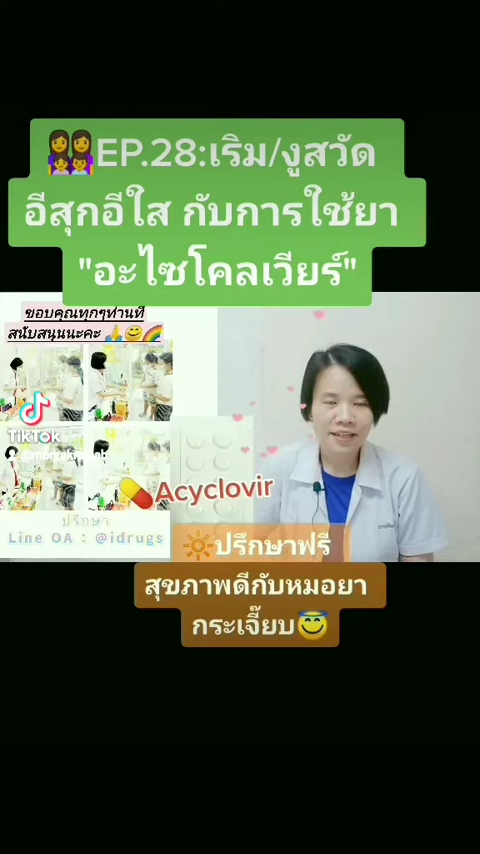 👩‍👩‍👧‍👦EP.28:เริม/งูสวัด
อีสุกอีใส กับการใช้ยา
"อะไซโคลเวียร์"
ขอบคุณทุกๆท่านที่
สนับสนุนนะคะ 🙏😊🌈
TikTok
💊Acyclovir
ปรึกษา
Line OA : @idrugs
🔆ปรึกษาฟรี
สุขภาพดีกับหมอยา
กระเจี๊ยบ😇